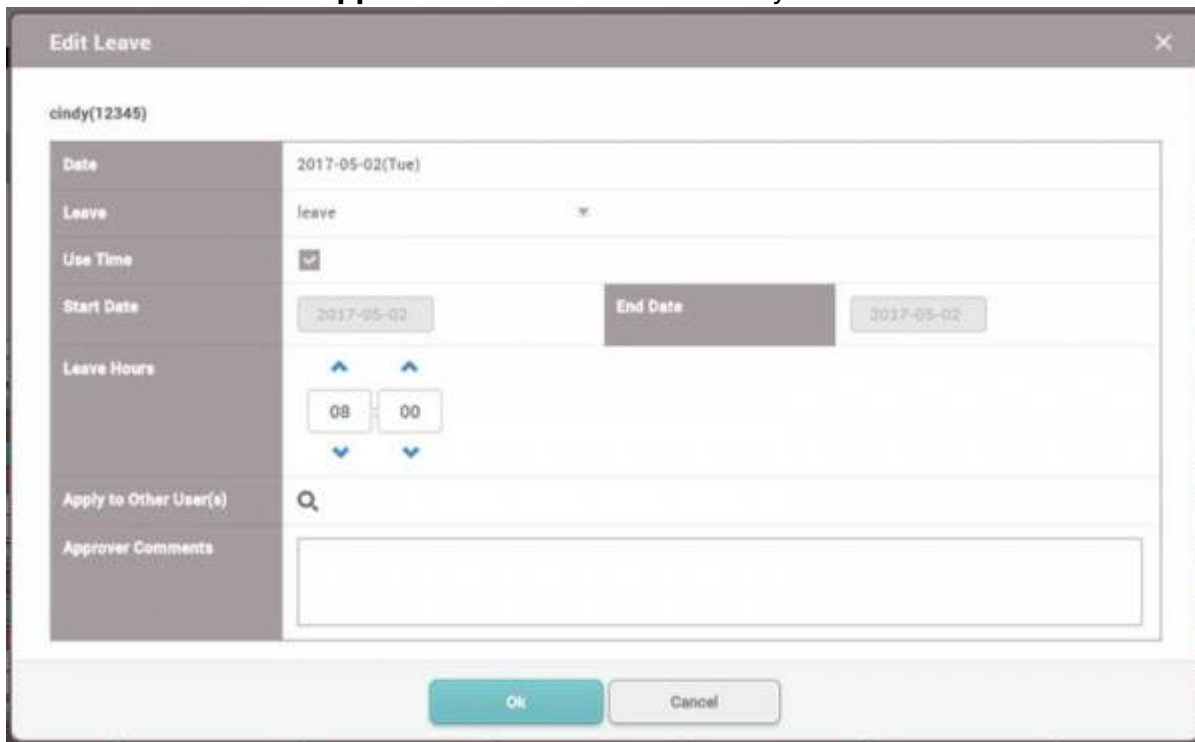 Edit Leave
cindy(12345)
Date 2017-05-02(Tue)
Leave leave
Use Time
Start Date 2017-05-02 End Date 2017-05-02
Leave Hours
08 : 00
Apply to Other User(s)
Approver Comments
Ok Cancel